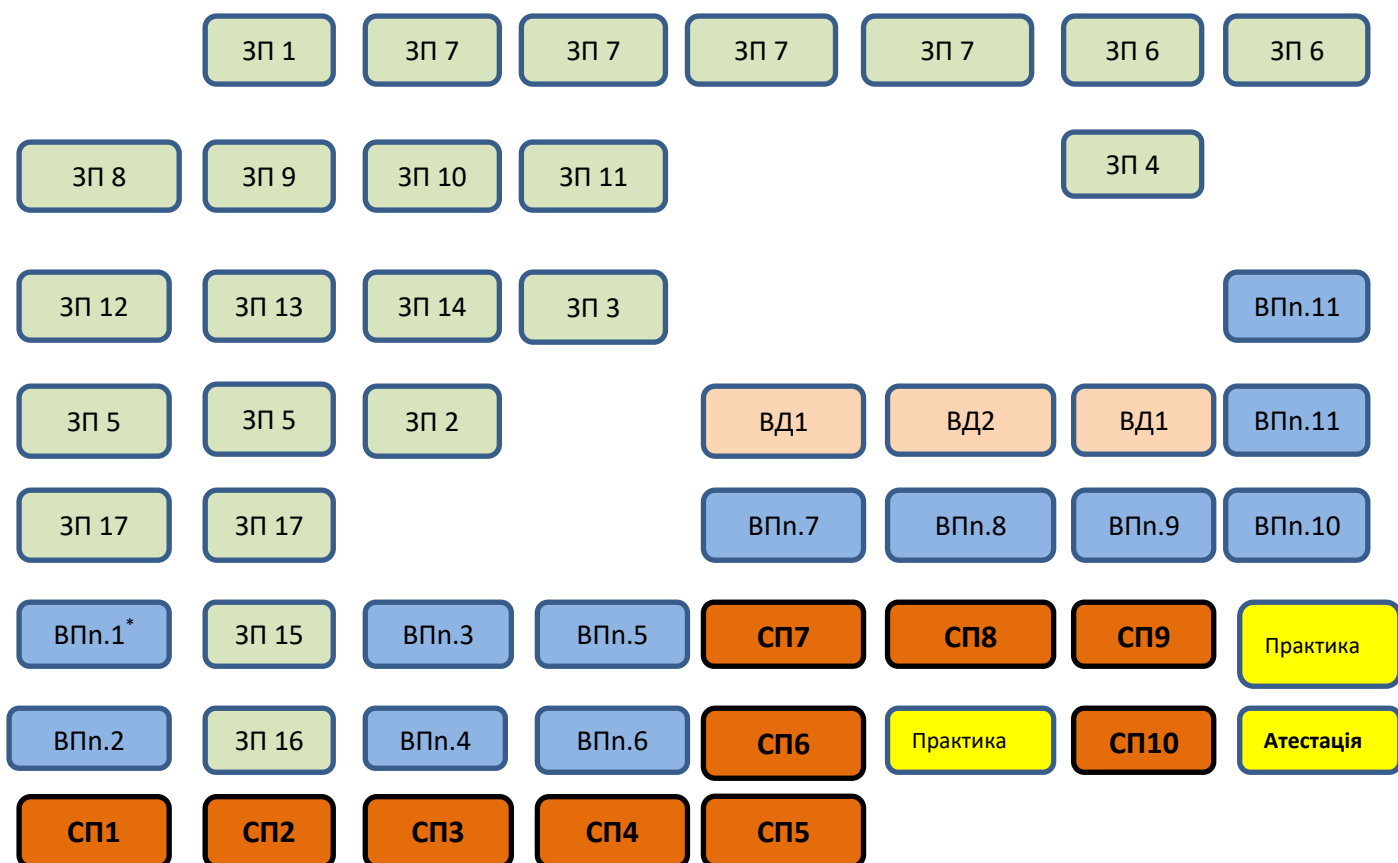 ЗП 1 ЗП 7 ЗП 7 ЗП 7 ЗП 7 ЗП 6 ЗП 6
ЗП 8 ЗП 9 ЗП 10 ЗП 11 ЗП 4
ЗП 12 ЗП 13 ЗП 14 ЗП 3 ВПп.11
ЗП 5 ЗП 5 ЗП 2 ВД1 ВД2 ВД1 ВПп.11
ЗП 17 ЗП 17 ВПп.7 ВПп.8 ВПп.9 ВПп.10
ВПп.1* ЗП 15 ВПп.3 ВПп.5 СП7 СП8 СП9 Практика
ВПп.2 ЗП 16 ВПп.4 ВПп.6 СП6 Практика СП10 Атестація
СП1 СП2 СП3 СП4 СП5